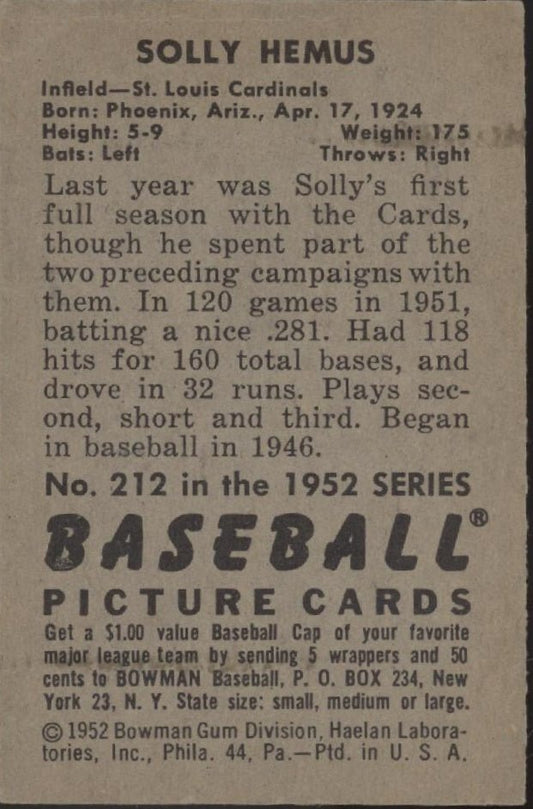 SOLLY HEMUS
Infield—St. Louis Cardinals
Born: Phoenix, Ariz., Apr. 17, 1924
Height: 5-9 Weight: 175
Bats: Left Throws: Right
Last year was Solly's first
full season with the Cards,
though he spent part of the
two preceding campaigns with
them. In 120 games in 1951,
batting a nice .281. Had 118
hits for 160 total bases, and
drove in 32 runs. Plays sec-
ond, short and third. Began
in baseball in 1946.
No. 212 in the 1952 SERIES
BASEBALL®
PICTURE CARDS
Get a $1.00 value Baseball Cap of your favorite
major league team by sending 5 wrappers and 50
cents to BOWMAN Baseball, P. O. BOX 234, New
York 23, N. Y. State size: small, medium or large.
©1952 Bowman Gum Division, Haelan Labora-
tories, Inc., Phila. 44, Pa.—Ptd. in U. S. A.